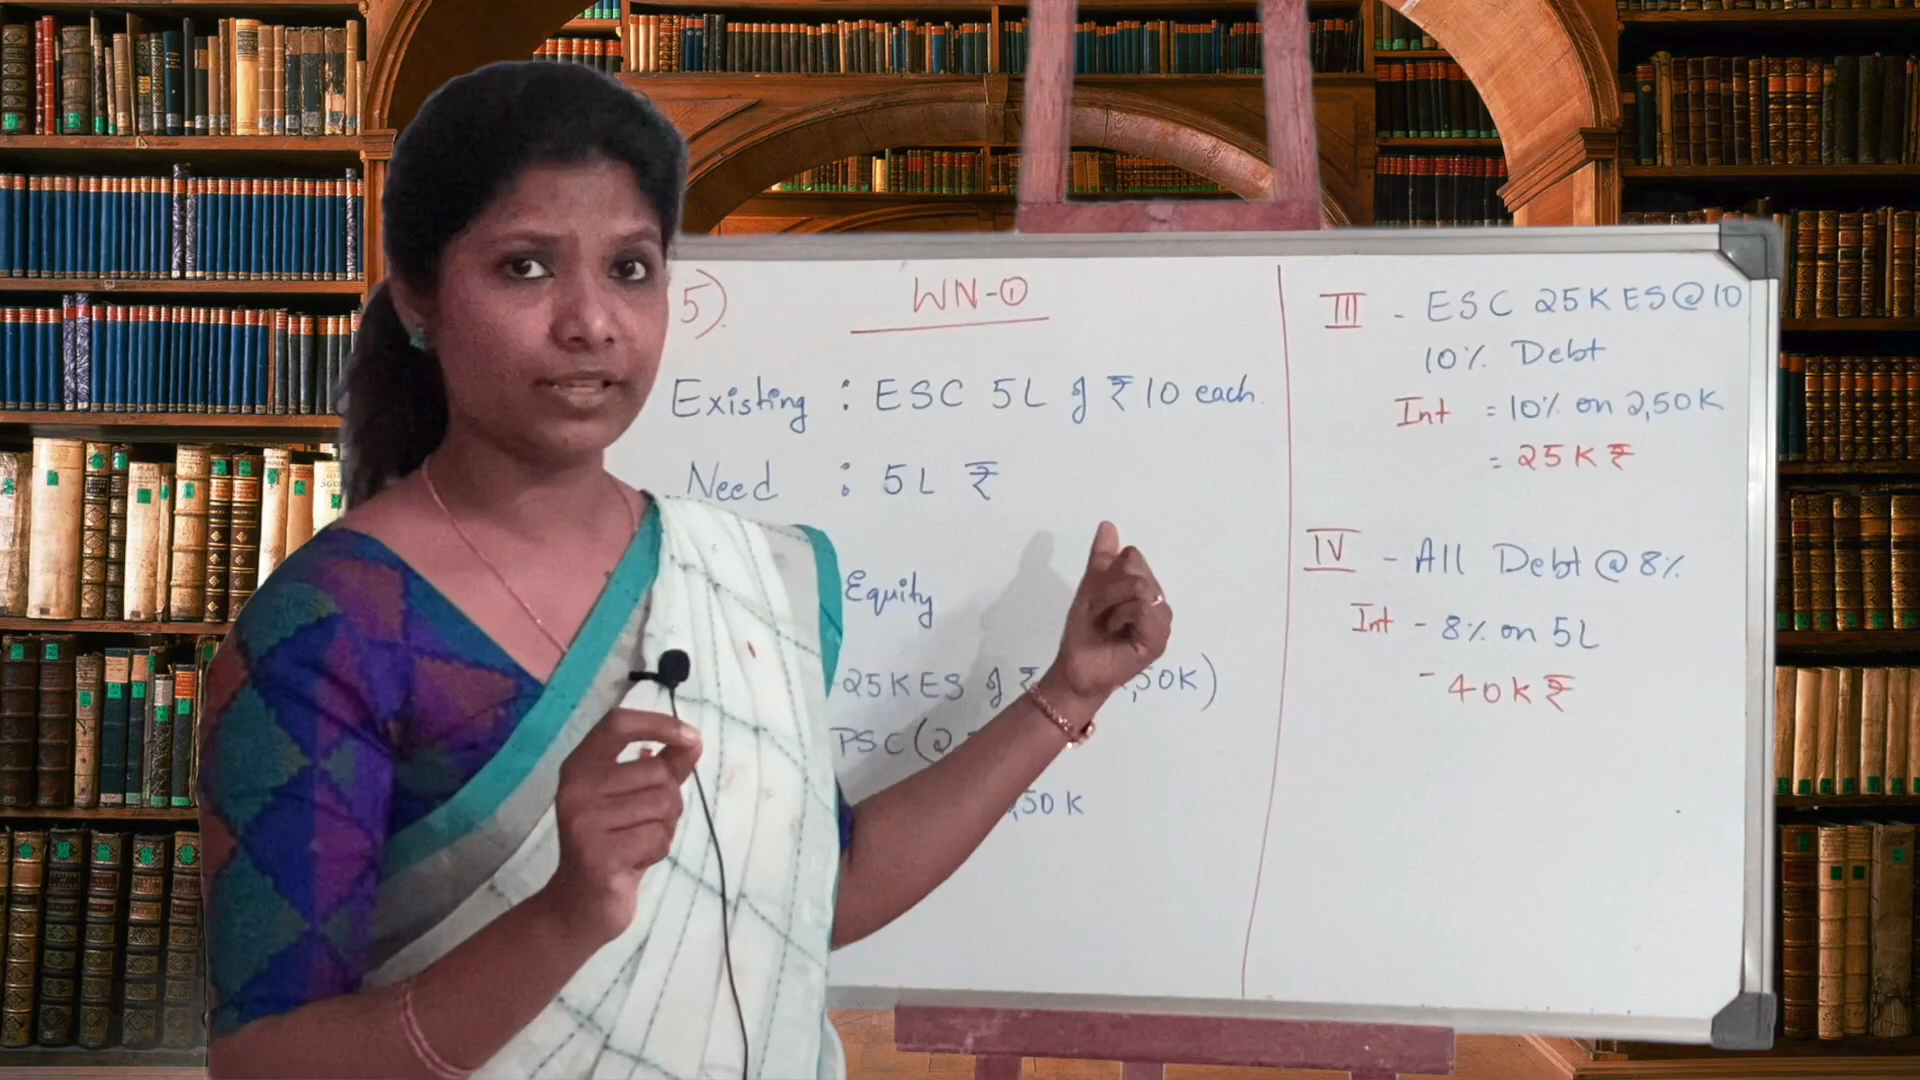 5).
WN-①
Existing : ESC 5L of ₹10 each
Need : 5L ₹
Equity
25K ES of ₹ ,50K)
PSC (2
,50K
III - ESC 25K ES@10
10% Debt
Int = 10% on 2,50K
= 25K ₹
IV - All Debt @ 8%
Int - 8% on 5L
- 40K ₹